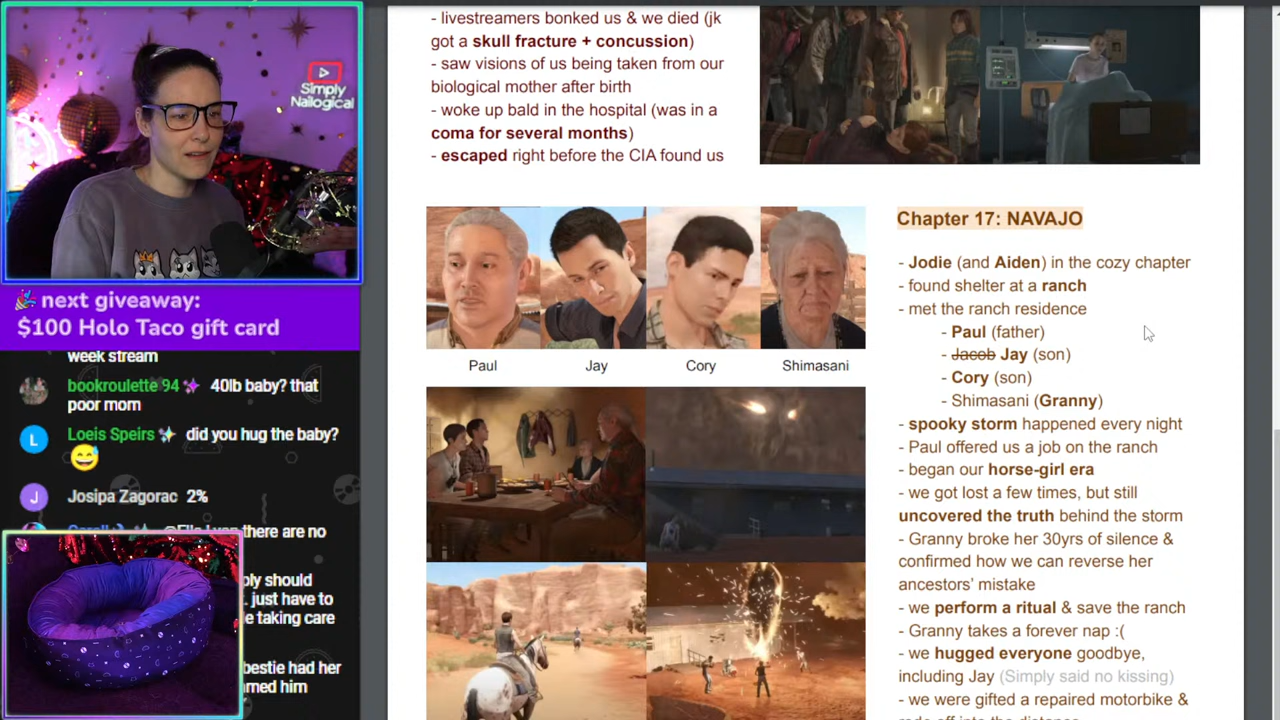 - livestreamers bonked us & we died (jk
got a skull fracture + concussion)
- saw visions of us being taken from our
biological mother after birth
- woke up bald in the hospital (was in a
coma for several months)
- escaped right before the CIA found us
Simply
Nailogical
next giveaway:
$100 Holo Taco gift card
week stream
bookroulette 94 40lb baby? that
poor mom
L Loeis Speirs did you hug the baby?
J Josipa Zagorac 2%
there are no
ply should
just have to
e taking care
bestie had her
med him
Paul
Jay
Cory
Shimasani
Chapter 17: NAVAJO
- Jodie (and Aiden) in the cozy chapter
- found shelter at a ranch
- met the ranch residence
- Paul (father)
- Jacob Jay (son)
- Cory (son)
- Shimasani (Granny)
- spooky storm happened every night
- Paul offered us a job on the ranch
- began our horse-girl era
- we got lost a few times, but still
uncovered the truth behind the storm
- Granny broke her 30yrs of silence &
confirmed how we can reverse her
ancestors' mistake
- we perform a ritual & save the ranch
- Granny takes a forever nap :(
- we hugged everyone goodbye,
including Jay (Simply said no kissing)
- we were gifted a repaired motorbike &